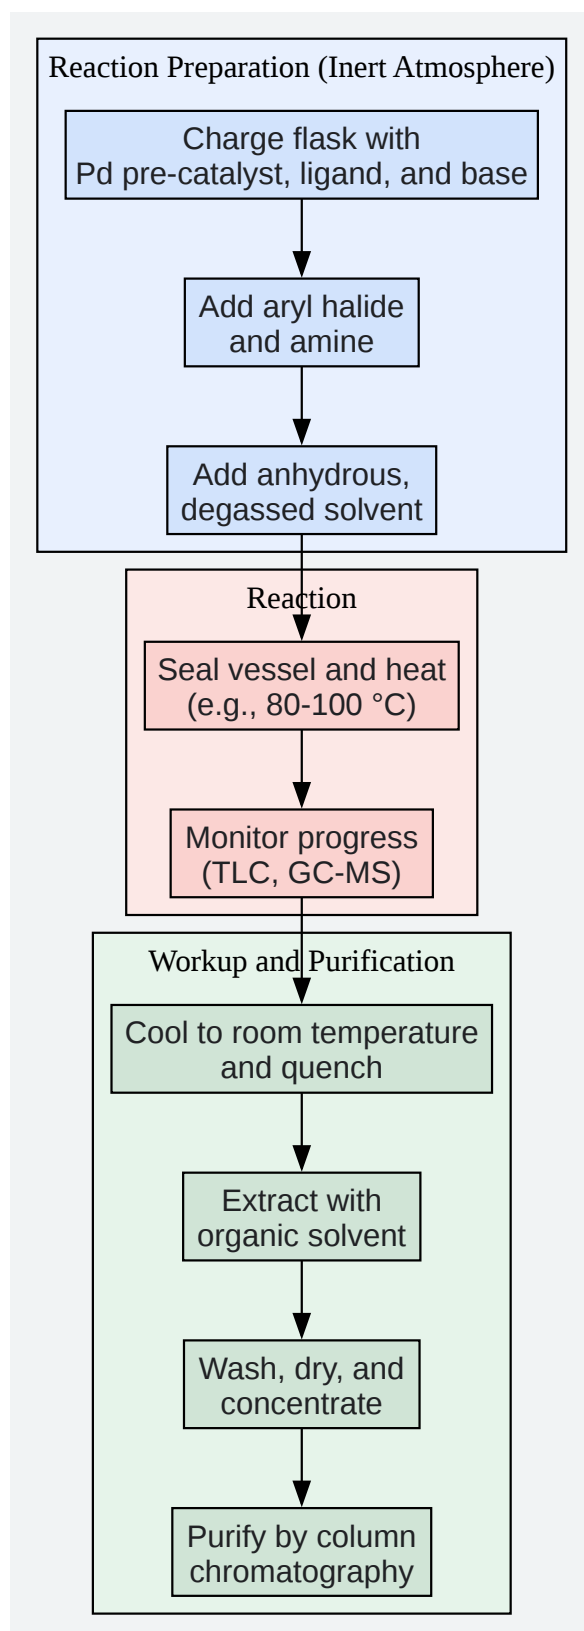 Reaction Preparation (Inert Atmosphere)
Charge flask with
Pd pre-catalyst, ligand, and base
Add aryl halide
and amine
Add anhydrous,
degassed solvent
Reaction
Seal vessel and heat
(e.g., 80-100 °C)
Monitor progress
(TLC, GC-MS)
Workup and Purification
Cool to room temperature
and quench
Extract with
organic solvent
Wash, dry, and
concentrate
Purify by column
chromatography